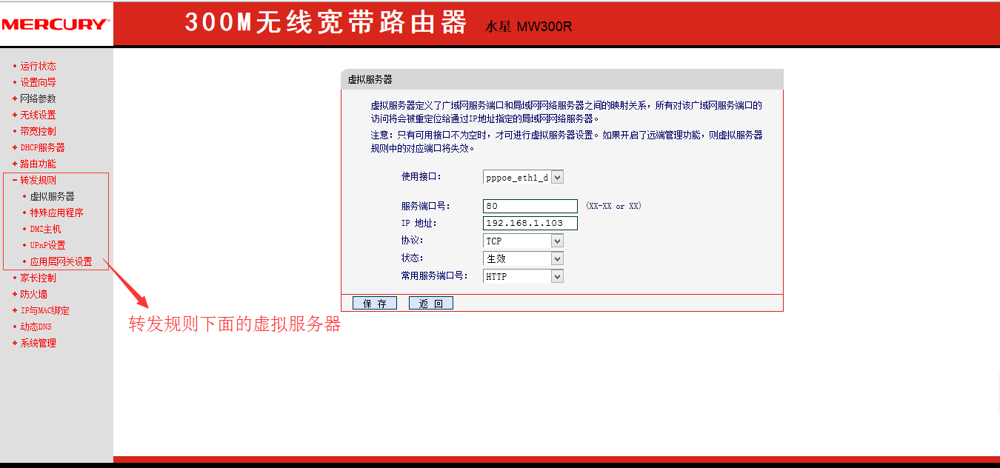 MERCURY
300M无线宽带路由器 水星 MW300R
运行状态
设置向导
网络参数
无线设置
带宽控制
DHCP服务器
路由功能
转发规则
虚拟服务器
特殊应用程序
DMZ主机
UPnP设置
应用层网关设置
家长控制
防火墙
IP与MAC绑定
动态DNS
系统管理
转发规则下面的虚拟服务器
虚拟服务器
虚拟服务器定义了广域网服务端口和局域网网络服务器之间的映射关系，所有对该广域网服务端口的
访问将会被重定位给通过IP地址指定的局域网网络服务器。
注意：只有可用接口不为空时，才可进行虚拟服务器设置。如果开启了远端管理功能，则虚拟服务器
规则中的对应端口将失效。
使用接口： pppoe_eth1_d
服务端口号： 80 (XX-XX or XX)
IP 地址： 192.168.1.103
协议： TCP
状态： 生效
常用服务端口号： HTTP
保 存 返 回